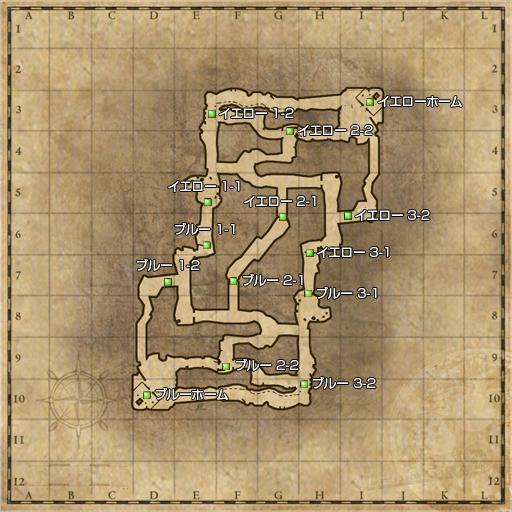 A B C D E F G H I J K L
1 1
2 2
3 3
イエローホーム
イエロー 1-2
イエロー 2-2
4 4
イエロー 1-1
5 5
イエロー 2-1
イエロー 3-2
ブルー 1-1
6 6
イエロー 3-1
ブルー 1-2
7 7
ブルー 2-1
ブルー 3-1
8 8
9 9
ブルー 2-2
ブルー 3-2
ブルーホーム
10 10
11 11
12 12
A B C D E F G H I J K L